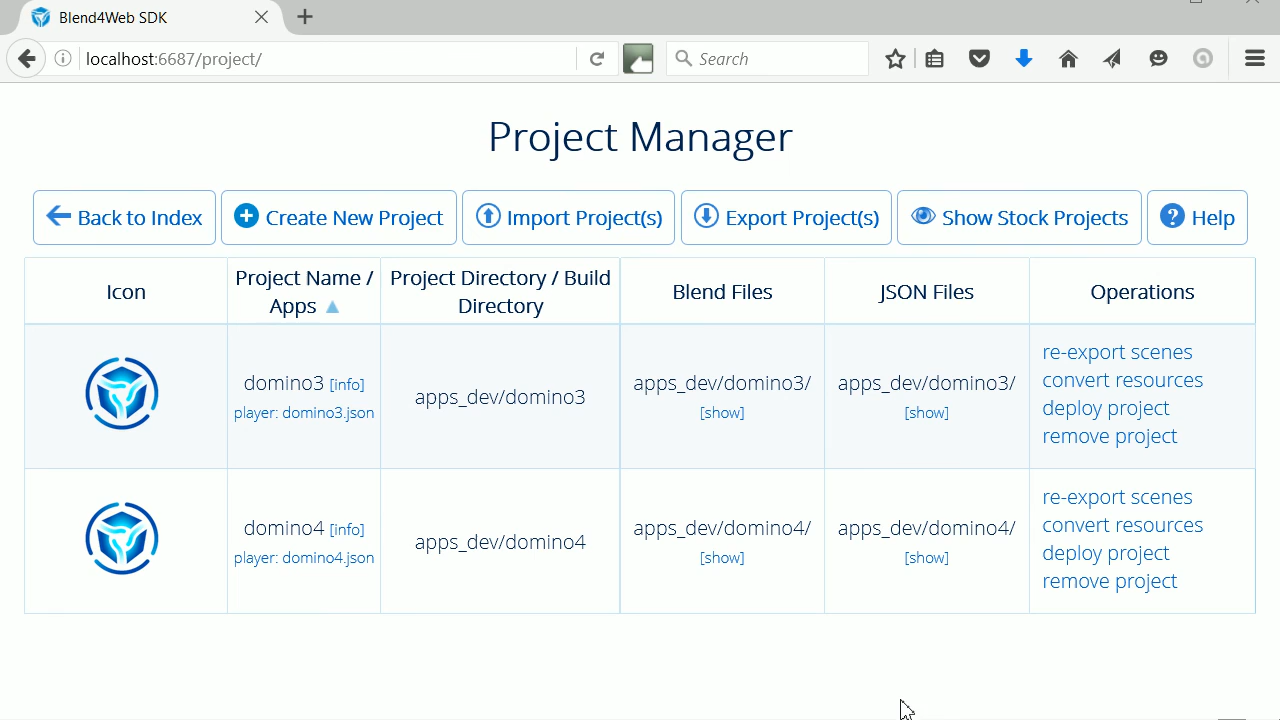 Blend4Web SDK
localhost:6687/project/
Search
Project Manager
Back to Index
Create New Project
Import Project(s)
Export Project(s)
Show Stock Projects
Help
Icon
Project Name /
Apps
Project Directory / Build
Directory
Blend Files
JSON Files
Operations
domino3 [info]
player: domino3.json
apps_dev/domino3
apps_dev/domino3/
[show]
apps_dev/domino3/
[show]
re-export scenes
convert resources
deploy project
remove project
domino4 [info]
player: domino4.json
apps_dev/domino4
apps_dev/domino4/
[show]
apps_dev/domino4/
[show]
re-export scenes
convert resources
deploy project
remove project